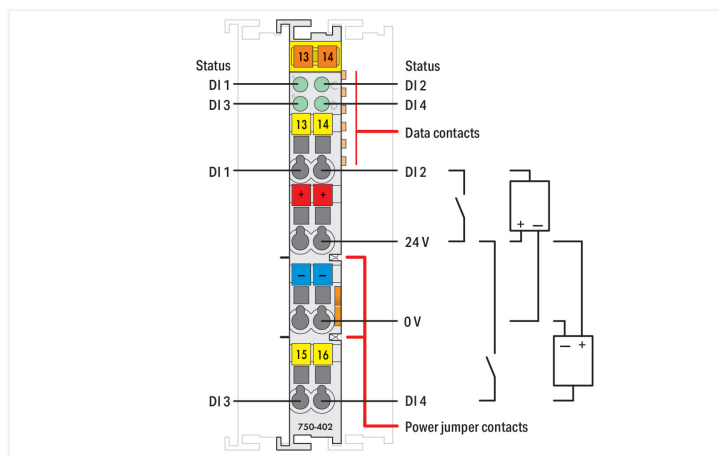 13 14
Status
Status
DI 1
DI 2
C
DI 3
DI 4
13 14
Data contacts
DI 1
DI 2
+ +
+ –
24 V
– –
0 V
– +
15 16
DI 3
DI 4
750-402
Power jumper contacts